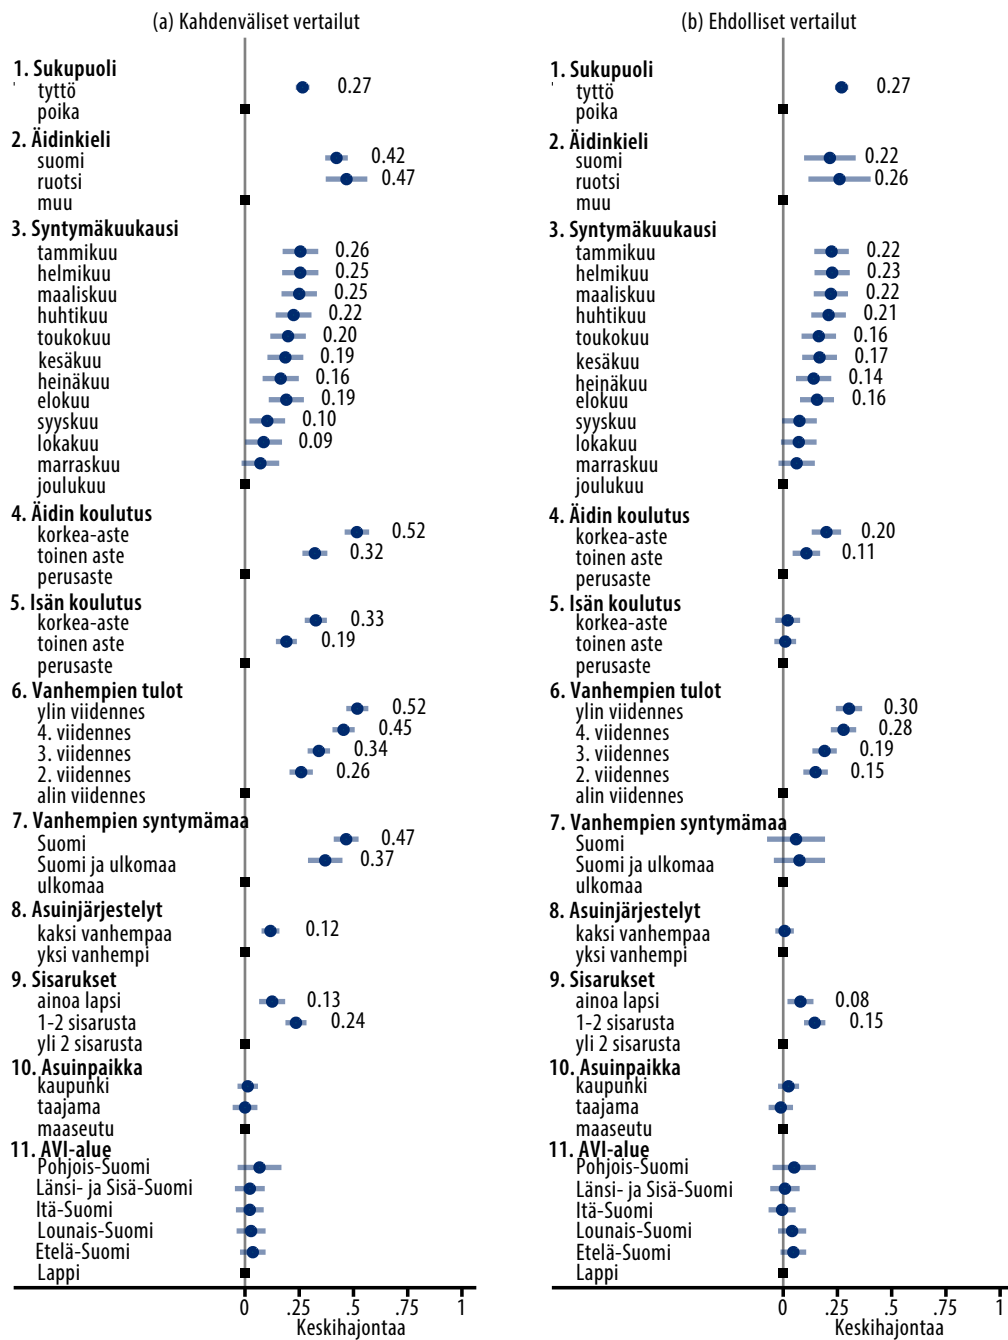 (a) Kahdenväliset vertailut
1. Sukupuoli
tyttö 0.27
poika
2. Äidinkieli
suomi 0.42
ruotsi 0.47
muu
3. Syntymäkuukausi
tammikuu 0.26
helmikuu 0.25
maaliskuu 0.25
huhtikuu 0.22
toukokuu 0.20
kesäkuu 0.19
heinäkuu 0.16
elokuu 0.19
syyskuu 0.10
lokakuu 0.09
marraskuu
joulukuu
4. Äidin koulutus
korkea-aste 0.52
toinen aste 0.32
perusaste
5. Isän koulutus
korkea-aste 0.33
toinen aste 0.19
perusaste
6. Vanhempien tulot
ylin viidennes 0.52
4. viidennes 0.45
3. viidennes 0.34
2. viidennes 0.26
alin viidennes
7. Vanhempien syntymämaa
Suomi 0.47
Suomi ja ulkomaa 0.37
ulkomaa
8. Asuinjärjestelyt
kaksi vanhempaa 0.12
yksi vanhempi
9. Sisarukset
ainoa lapsi 0.13
1-2 sisarusta 0.24
yli 2 sisarusta
10. Asuinpaikka
kaupunki
taajama
maaseutu
11. AVI-alue
Pohjois-Suomi
Länsi- ja Sisä-Suomi
Itä-Suomi
Lounais-Suomi
Etelä-Suomi
Lappi
0 .25 .5 .75 1
Keskihajontaa
(b) Ehdolliset vertailut
1. Sukupuoli
tyttö 0.27
poika
2. Äidinkieli
suomi 0.22
ruotsi 0.26
muu
3. Syntymäkuukausi
tammikuu 0.22
helmikuu 0.23
maaliskuu 0.22
huhtikuu 0.21
toukokuu 0.16
kesäkuu 0.17
heinäkuu 0.14
elokuu 0.16
syyskuu
lokakuu
marraskuu
joulukuu
4. Äidin koulutus
korkea-aste 0.20
toinen aste 0.11
perusaste
5. Isän koulutus
korkea-aste
toinen aste
perusaste
6. Vanhempien tulot
ylin viidennes 0.30
4. viidennes 0.28
3. viidennes 0.19
2. viidennes 0.15
alin viidennes
7. Vanhempien syntymämaa
Suomi
Suomi ja ulkomaa
ulkomaa
8. Asuinjärjestelyt
kaksi vanhempaa
yksi vanhempi
9. Sisarukset
ainoa lapsi 0.08
1-2 sisarusta 0.15
yli 2 sisarusta
10. Asuinpaikka
kaupunki
taajama
maaseutu
11. AVI-alue
Pohjois-Suomi
Länsi- ja Sisä-Suomi
Itä-Suomi
Lounais-Suomi
Etelä-Suomi
Lappi
0 .25 .5 .75 1
Keskihajontaa